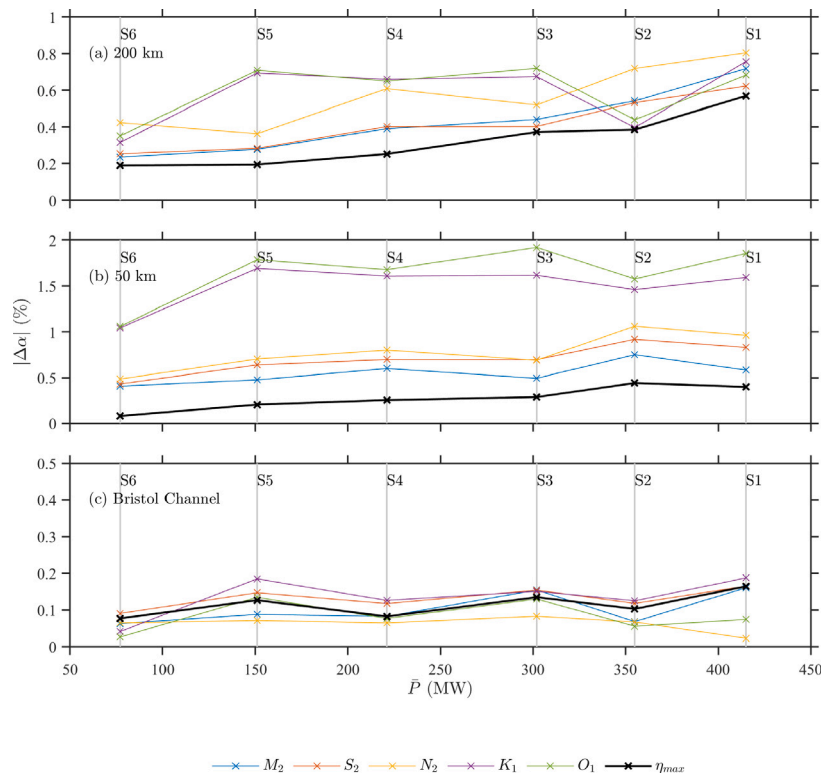 1
0.8
0.6
0.4
0.2
0
(a) 200 km
S6 S5 S4 S3 S2 S1
2
1.5
1
0.5
0
(b) 50 km
S6 S5 S4 S3 S2 S1
|Δα| (%)
0.5
0.4
0.3
0.2
0.1
0
(c) Bristol Channel
S6 S5 S4 S3 S2 S1
50 100 150 200 250 300 350 400 450
P̄ (MW)
M₂ S₂ N₂ K₁ O₁ ηₘₐₓ